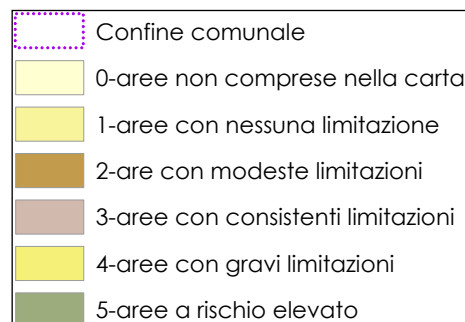 Confine comunale
0-aree non comprese nella carta
1-aree con nessuna limitazione
2-are con modeste limitazioni
3-aree con consistenti limitazioni
4-aree con gravi limitazioni
5-aree a rischio elevato